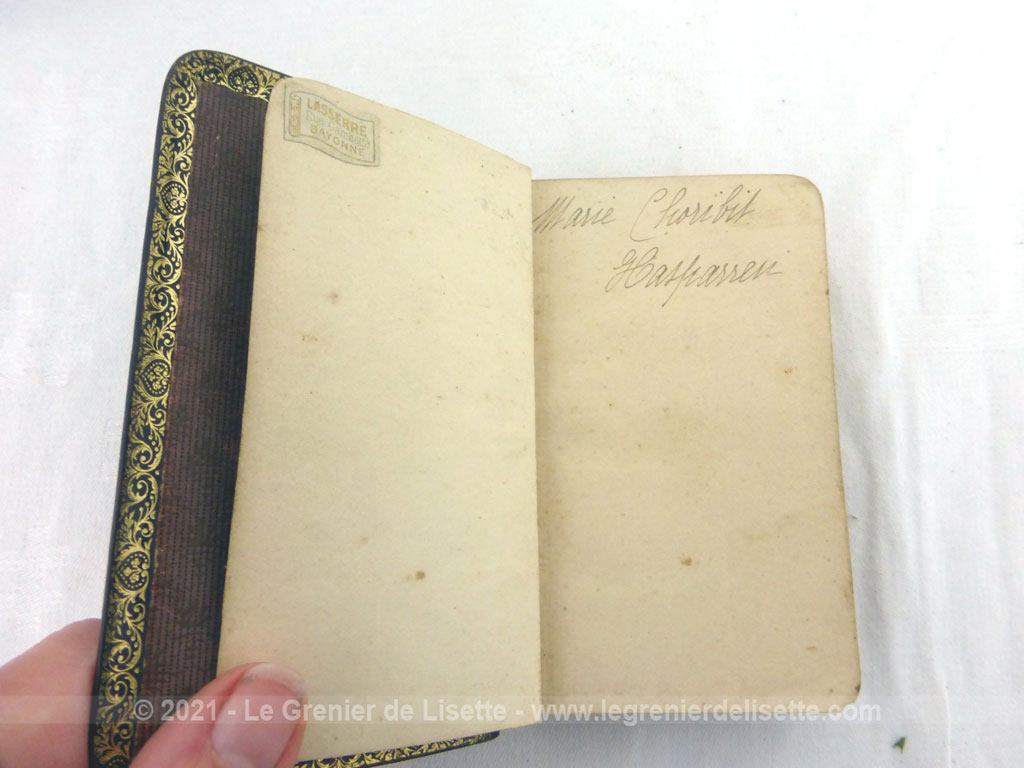 LASSERRE
BAYONNE
Marie Choribit
Hasparren
© 2021 - Le Grenier de Lisette - www.legrenierdelisette.com